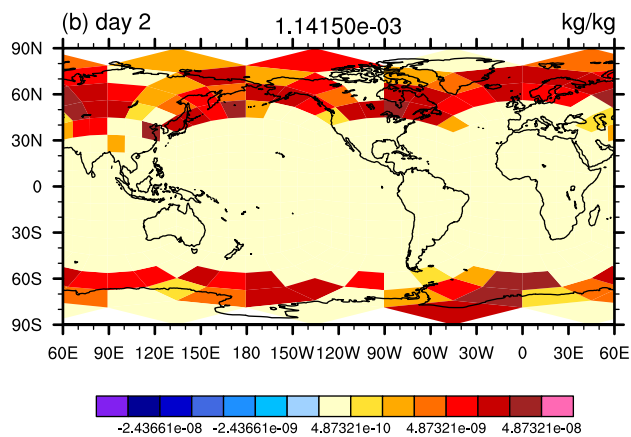 (b) day 2 1.14150e-03 kg/kg
90N
60N
30N
0
30S
60S
90S
60E 90E 120E 150E 180 150W 120W 90W 60W 30W 0 30E 60E
-2.43661e-08 -2.43661e-09 4.87321e-10 4.87321e-09 4.87321e-08